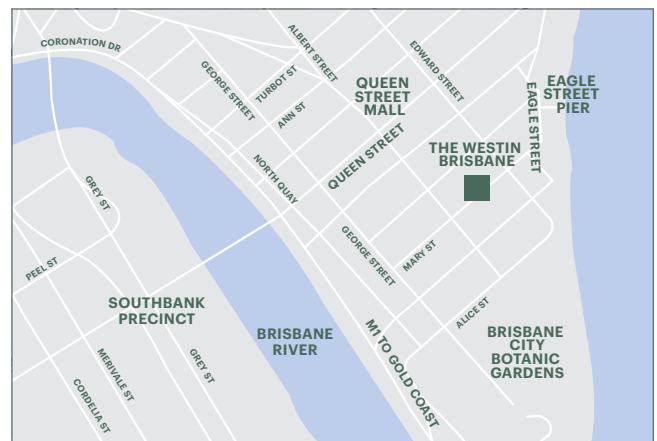 CORONATION DR
ALBERT STREET
EDWARD STREET
GEORGE STREET
TURBOT ST
ANN ST
QUEEN
STREET
MALL
EAGLE
STREET
PIER
EAGLE STREET
QUEEN STREET
THE WESTIN
BRISBANE
NORTH QUAY
GREY ST
GEORGE STREET
MARY ST
PEEL ST
SOUTHBANK
PRECINCT
BRISBANE
RIVER
M1 TO GOLD COAST
ALICE ST
BRISBANE
CITY
BOTANIC
GARDENS
MERIVALE ST
GREY ST
CORDELIA ST